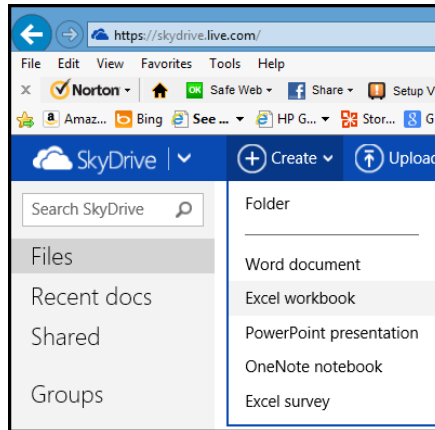 https://skydrive.live.com/
File Edit View Favorites Tools Help
x Norton OK Safe Web f Share Setup V
a Amaz... b Bing See ... HP G... Stor... 8 G
SkyDrive Create Upload
Search SkyDrive
Folder
Files
Word document
Recent docs
Excel workbook
Shared
PowerPoint presentation
OneNote notebook
Groups
Excel survey